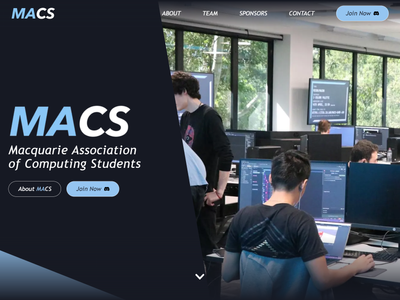 MACS
ABOUT
TEAM
SPONSORS
CONTACT
Join Now
MACS
Macquarie Association
of Computing Students
About MACS
Join Now